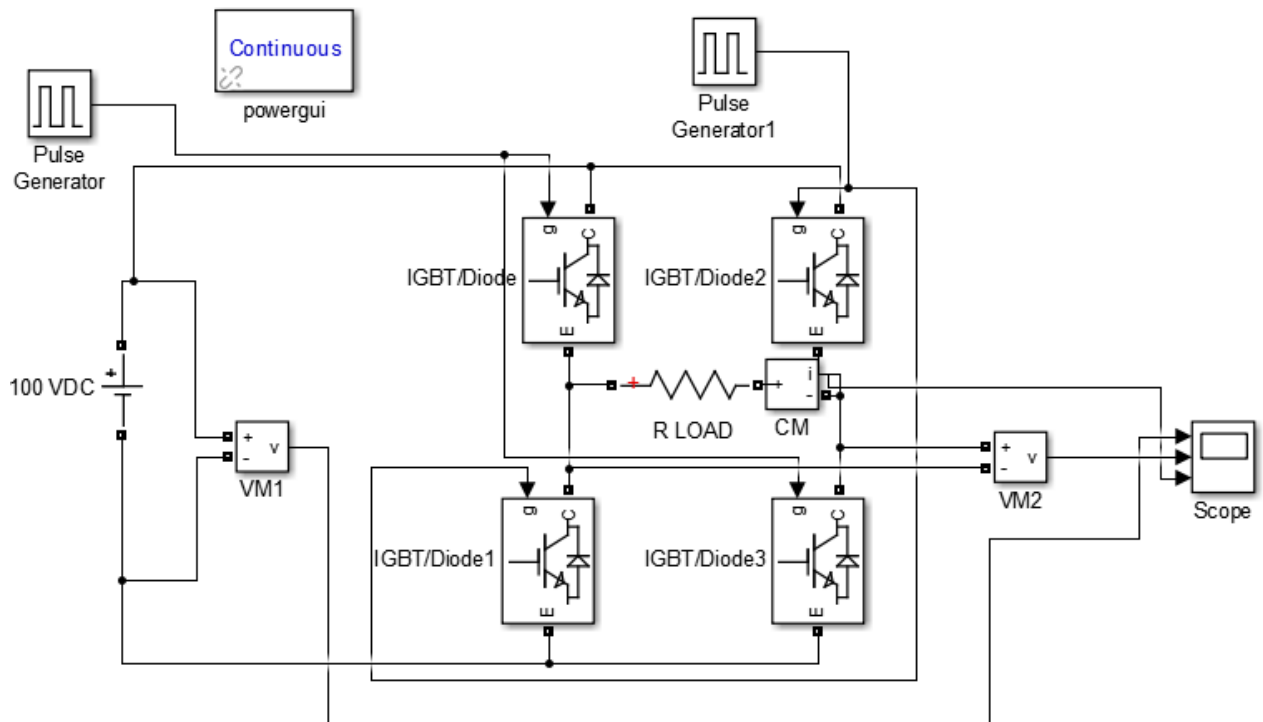 Continuous
powergui
Pulse
Generator
Pulse
Generator1
g
C
IGBT/Diode
E
g
C
IGBT/Diode2
E
+
100 VDC
+
R LOAD
+
i
-
CM
+
-
v
VM1
+
-
v
VM2
Scope
g
C
IGBT/Diode1
E
g
C
IGBT/Diode3
E